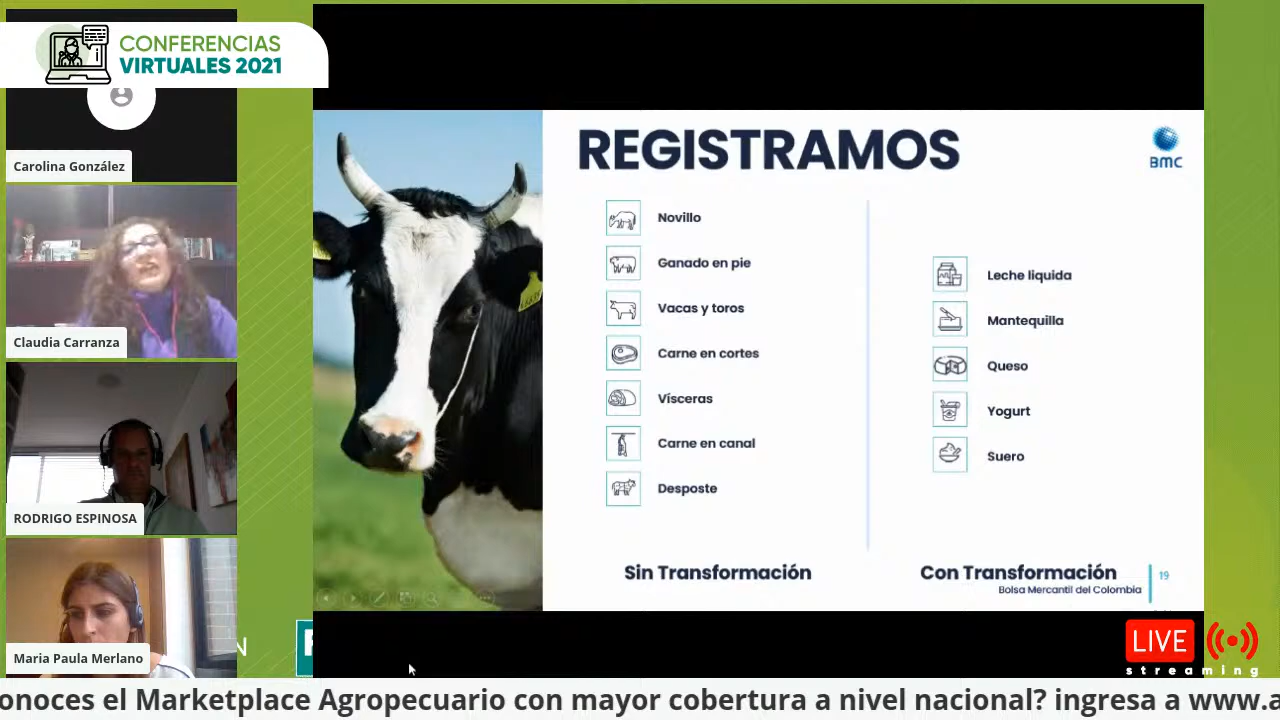 CONFERENCIAS
VIRTUALES 2021
Carolina González
Claudia Carranza
RODRIGO ESPINOSA
Maria Paula Merlano
REGISTRAMOS
BMC
Novillo
Ganado en pie
Vacas y toros
Carne en cortes
Vísceras
Carne en canal
Desposte
Sin Transformación
Leche liquida
Mantequilla
Queso
Yogurt
Suero
Con Transformación
Bolsa Mercantil del Colombia
19
N
LIVE
streaming
onoces el Marketplace Agropecuario con mayor cobertura a nivel nacional? ingresa a www.a